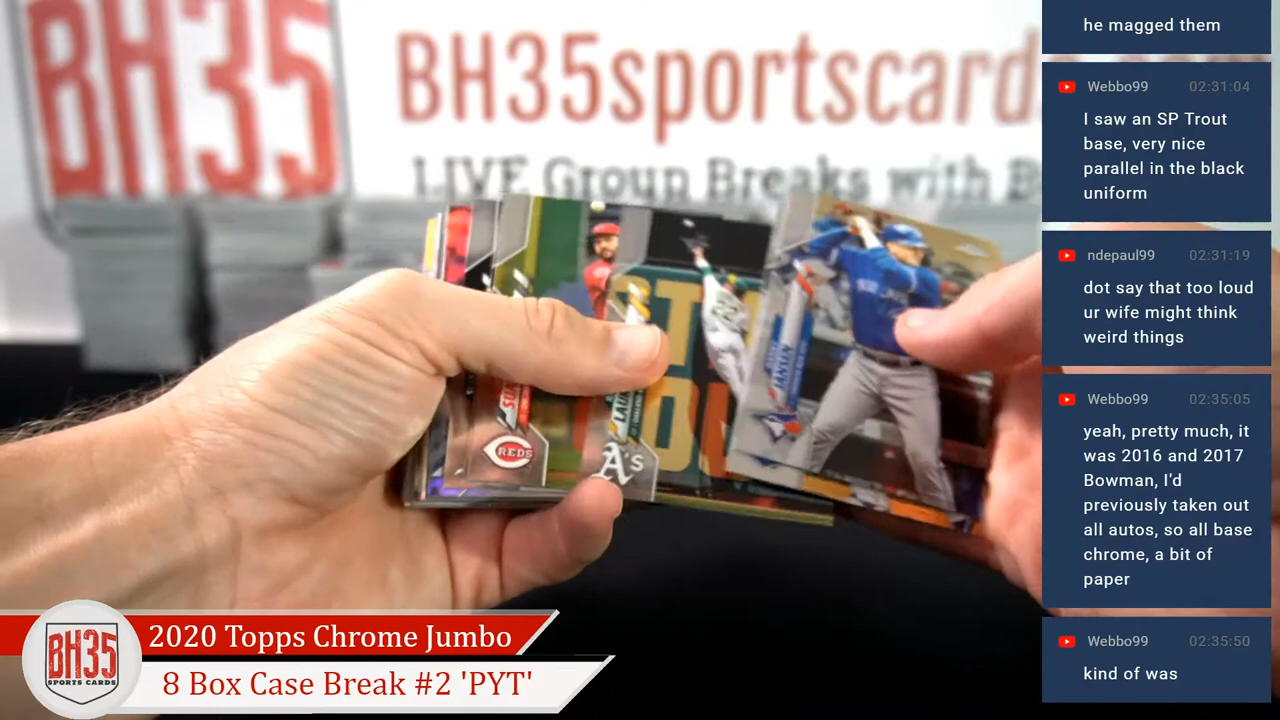 BH35
BH35sportscards
LIVE Group Breaks with B
JANSEN
REDS
A's
BH35
SPORTS CARDS
2020 Topps Chrome Jumbo
8 Box Case Break #2 'PYT'
he magged them
Webbo99 02:31:04
I saw an SP Trout
base, very nice
parallel in the black
uniform
ndepaul99 02:31:19
dot say that too loud
ur wife might think
weird things
Webbo99 02:35:05
yeah, pretty much, it
was 2016 and 2017
Bowman, I'd
previously taken out
all autos, so all base
chrome, a bit of
paper
Webbo99 02:35:50
kind of was